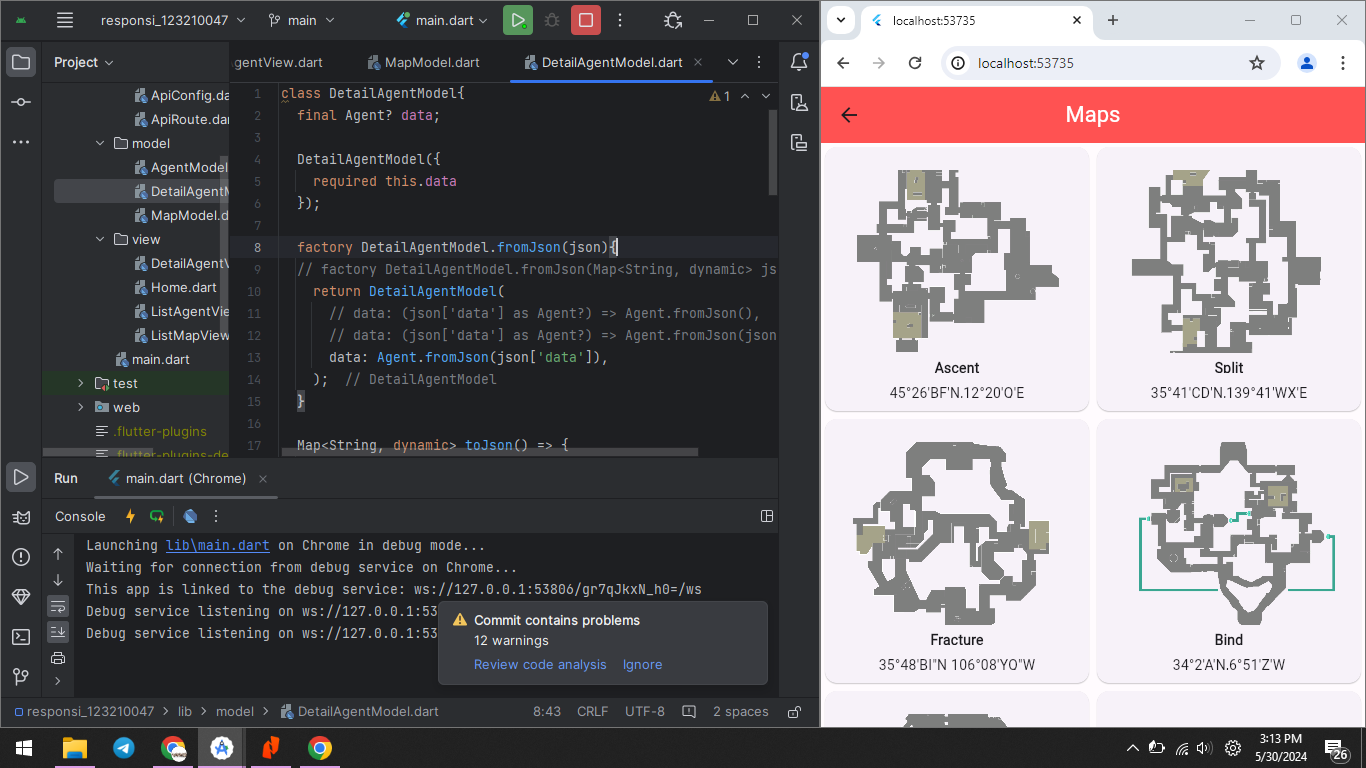 responsi_123210047
main
main.dart
Project
gentView.dart
MapModel.dart
DetailAgentModel.dart
ApiConfig.da
ApiRoute.dar
model
AgentModel
DetailAgentM
MapModel.d
view
DetailAgentV
Home.dart
ListAgentVie
ListMapView
main.dart
test
web
.flutter-plugins
.flutter-plugins-de
1
1 class DetailAgentModel{
2 final Agent? data;
3
4 DetailAgentModel({
5 required this.data
6 });
7
8 factory DetailAgentModel.fromJson(json){
9 // factory DetailAgentModel.fromJson(Map<String, dynamic> js
10 return DetailAgentModel(
11 // data: (json['data'] as Agent?) => Agent.fromJson(),
12 // data: (json['data'] as Agent?) => Agent.fromJson(json
13 data: Agent.fromJson(json['data']),
14 ); // DetailAgentModel
15 }
16
17 Map<String, dynamic> toJson() => {
Run
main.dart (Chrome)
Console
Launching lib\main.dart on Chrome in debug mode...
Waiting for connection from debug service on Chrome...
This app is linked to the debug service: ws://127.0.0.1:53806/gr7qJkxN_h0=/ws
Debug service listening on ws://127.0.0.1:53
Debug service listening on ws://127.0.0.1:53
Commit contains problems
12 warnings
Review code analysis
Ignore
responsi_123210047
lib
model
DetailAgentModel.dart
8:43
CRLF
UTF-8
2 spaces
localhost:53735
localhost:53735
Maps
Ascent
45°26'BF'N.12°20'Q'E
Split
35°41'CD'N.139°41'WX'E
Fracture
35°48'BI"N 106°08'YQ"W
Bind
34°2'A'N.6°51'Z'W
3:13 PM
5/30/2024
26